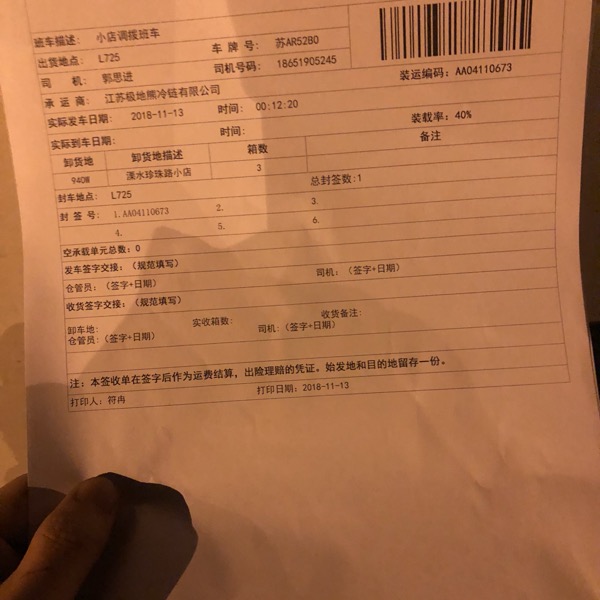 班车描述: 小店调拨班车
出货地点: L725 车 牌 号: 苏AR52B0
司 机: 郭思进 司机号码: 18651905245
承 运 商: 江苏极地熊冷链有限公司 装运编码: AA04110673
实际发车日期: 2018-11-13 时间: 00:12:20
实际到车日期: 时间: 装载率: 40%
卸货地 卸货地描述 箱数 备注
940W 溧水珍珠路小店 3
封车地点: L725 总封签数:1
封 签 号: 1.AA04110673 2. 3.
4. 5. 6.
空承载单元总数: 0
发车签字交接: (规范填写)
仓管员: (签字+日期) 司机: (签字+日期)
收货签字交接: (规范填写)
卸车地: 实收箱数: 收货备注:
仓管员: (签字+日期) 司机: (签字+日期)
注: 本签收单在签字后作为运费结算, 出险理赔的凭证。始发地和目的地留存一份。
打印人: 符冉 打印日期: 2018-11-13